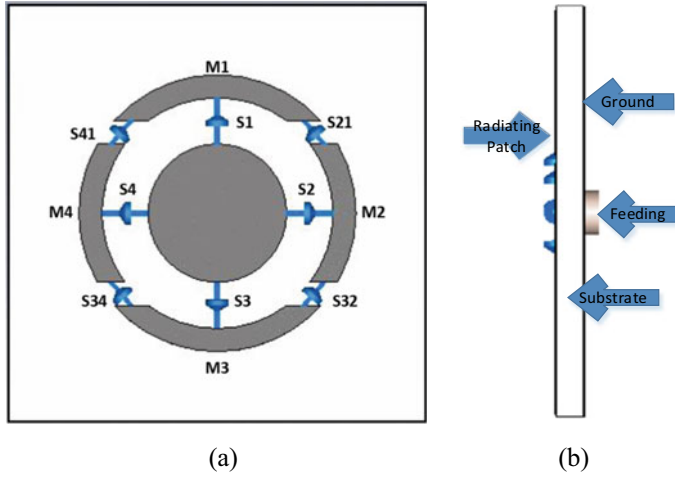 M1
S41
S1
S21
S4
S2
M4
M2
S34
S3
S32
M3
(a)
Ground
Radiating
Patch
Feeding
Substrate
(b)